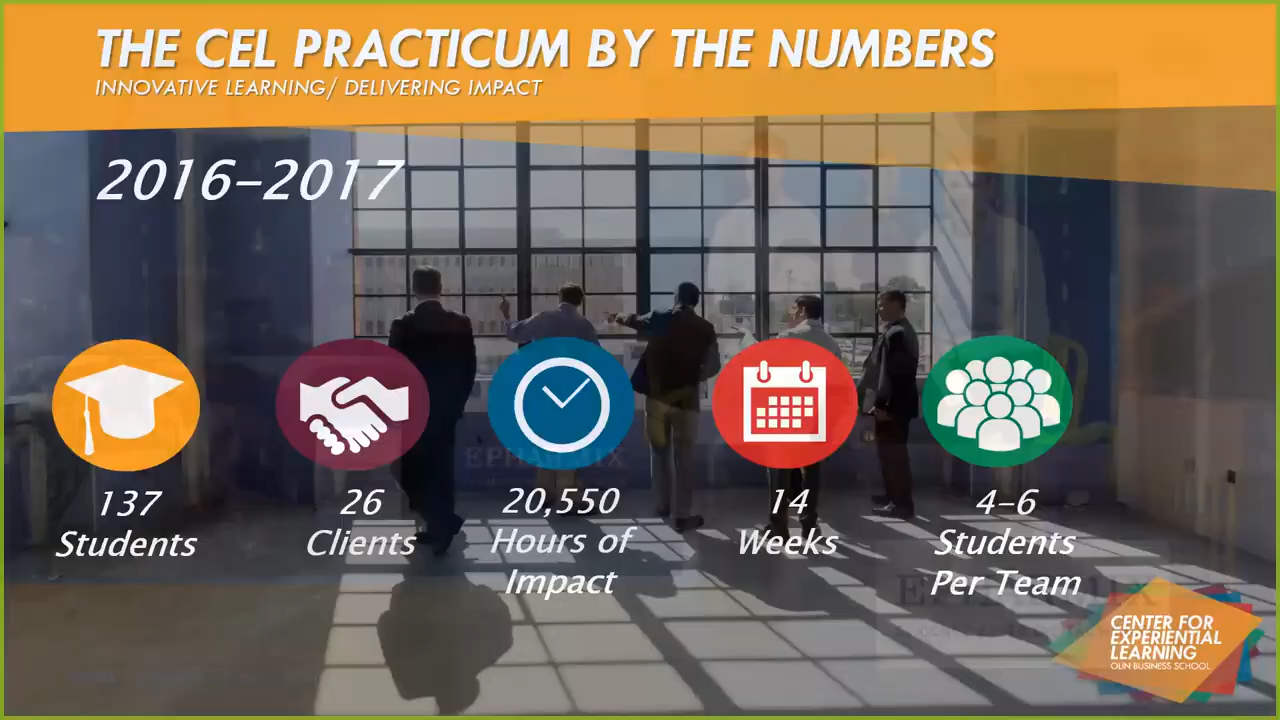 THE CEL PRACTICUM BY THE NUMBERS
INNOVATIVE LEARNING/ DELIVERING IMPACT
2016-2017
137
Students
26
Clients
20,550
Hours of
Impact
14
Weeks
4-6
Students
Per Team
CENTER FOR
EXPERIENTIAL
LEARNING
OLIN BUSINESS SCHOOL